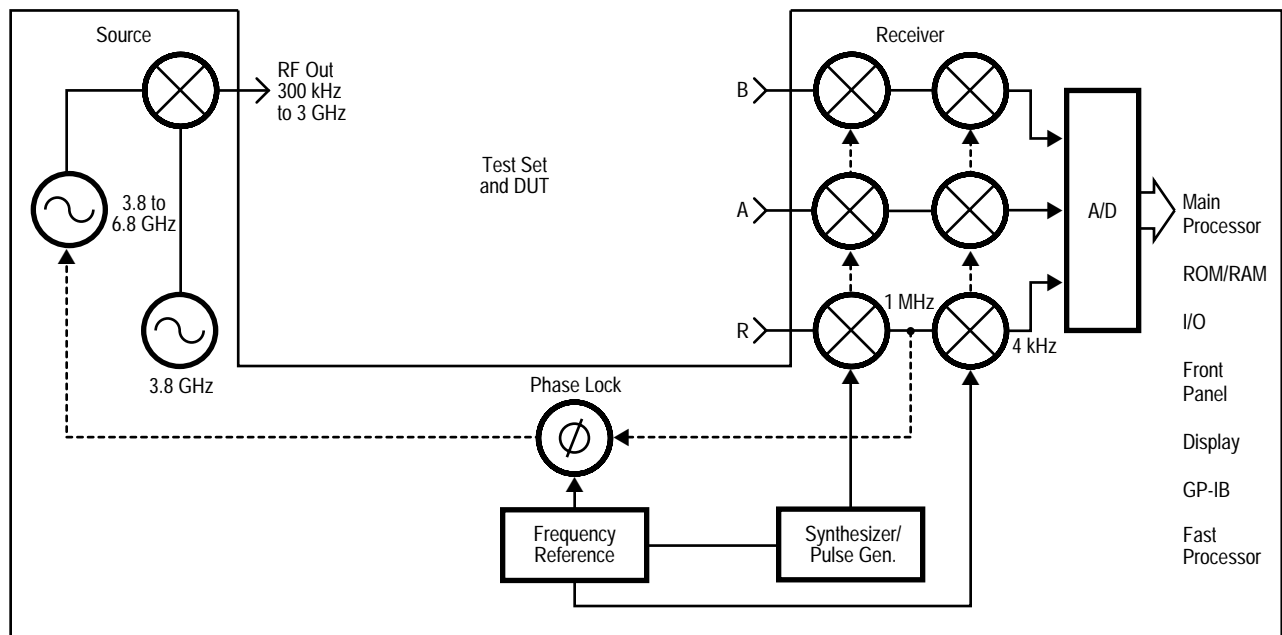 Source
RF Out
300 kHz
to 3 GHz
3.8 to
6.8 GHz
3.8 GHz
Test Set
and DUT
Receiver
B
A
R
1 MHz
4 kHz
A/D
Main
Processor
ROM/RAM
I/O
Front
Panel
Display
GP-IB
Fast
Processor
Phase Lock
ϕ
Frequency
Reference
Synthesizer/
Pulse Gen.